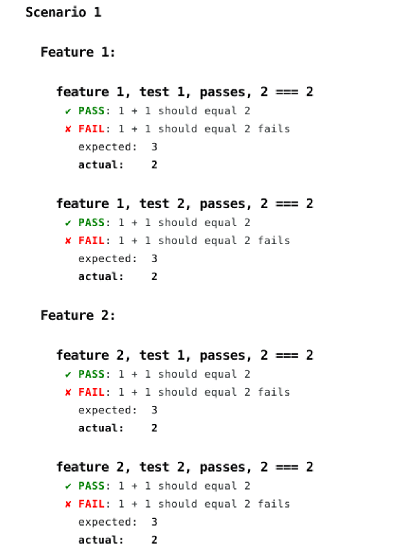 Scenario 1
Feature 1:
feature 1, test 1, passes, 2 === 2
✔ PASS: 1 + 1 should equal 2
✘ FAIL: 1 + 1 should equal 2 fails
expected: 3
actual: 2
feature 1, test 2, passes, 2 === 2
✔ PASS: 1 + 1 should equal 2
✘ FAIL: 1 + 1 should equal 2 fails
expected: 3
actual: 2
Feature 2:
feature 2, test 1, passes, 2 === 2
✔ PASS: 1 + 1 should equal 2
✘ FAIL: 1 + 1 should equal 2 fails
expected: 3
actual: 2
feature 2, test 2, passes, 2 === 2
✔ PASS: 1 + 1 should equal 2
✘ FAIL: 1 + 1 should equal 2 fails
expected: 3
actual: 2